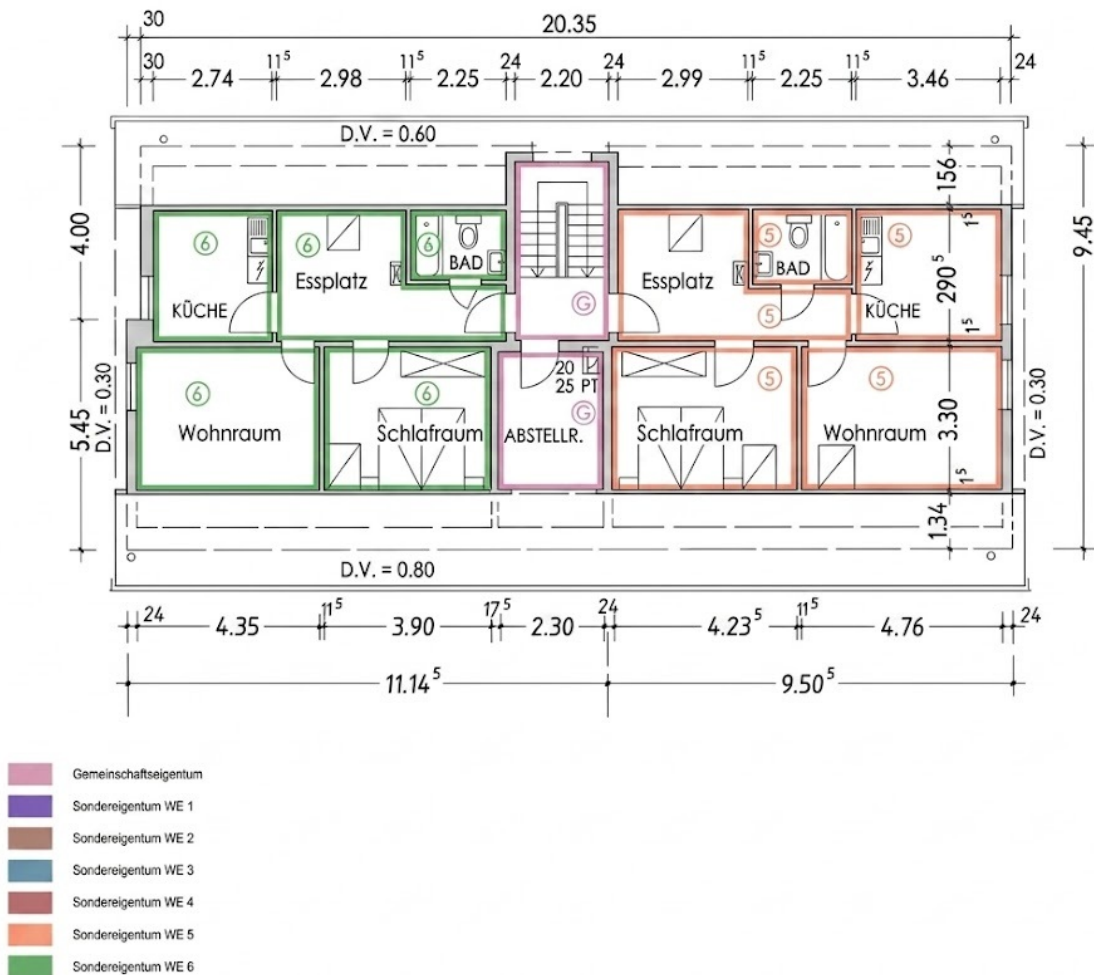 30 20.35
30 2.74 11⁵ 2.98 11⁵ 2.25 24 2.20 24 2.99 11⁵ 2.25 11⁵ 3.46 24
D.V. = 0.60
4.00 156 9.45
6 6 6 5 5 1⁵
BAD BAD
Essplatz Essplatz 290⁵
KÜCHE G 5 KÜCHE 1⁵
20
25 PT
6 6 G 5 5
5.45 D.V. = 0.30 3.30 D.V. = 0.30
Wohnraum Schlafraum ABSTELLR. Schlafraum Wohnraum
1⁵
1.34
D.V. = 0.80
24 4.35 11⁵ 3.90 17⁵ 2.30 24 4.23⁵ 11⁵ 4.76 24
11.14⁵ 9.50⁵
Gemeinschaftseigentum
Sondereigentum WE 1
Sondereigentum WE 2
Sondereigentum WE 3
Sondereigentum WE 4
Sondereigentum WE 5
Sondereigentum WE 6